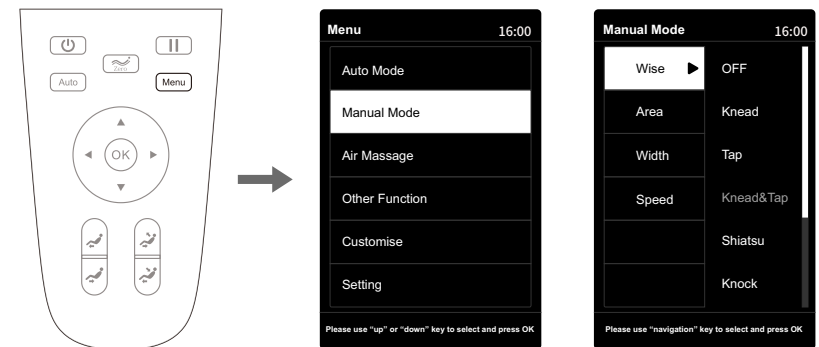 Zero
Auto
Menu
OK
Menu 16:00
Auto Mode
Manual Mode
Air Massage
Other Function
Customise
Setting
Please use “up” or “down” key to select and press OK
Manual Mode 16:00
Wise OFF
Area Knead
Width Tap
Speed Knead&Tap
Shiatsu
Knock
Please use “navigation” key to select and press OK